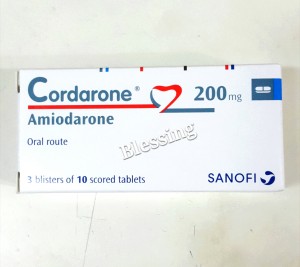 Cordarone® 200 mg
Amiodarone
Oral route
Blessing
3 blisters of 10 scored tablets
SANOFI